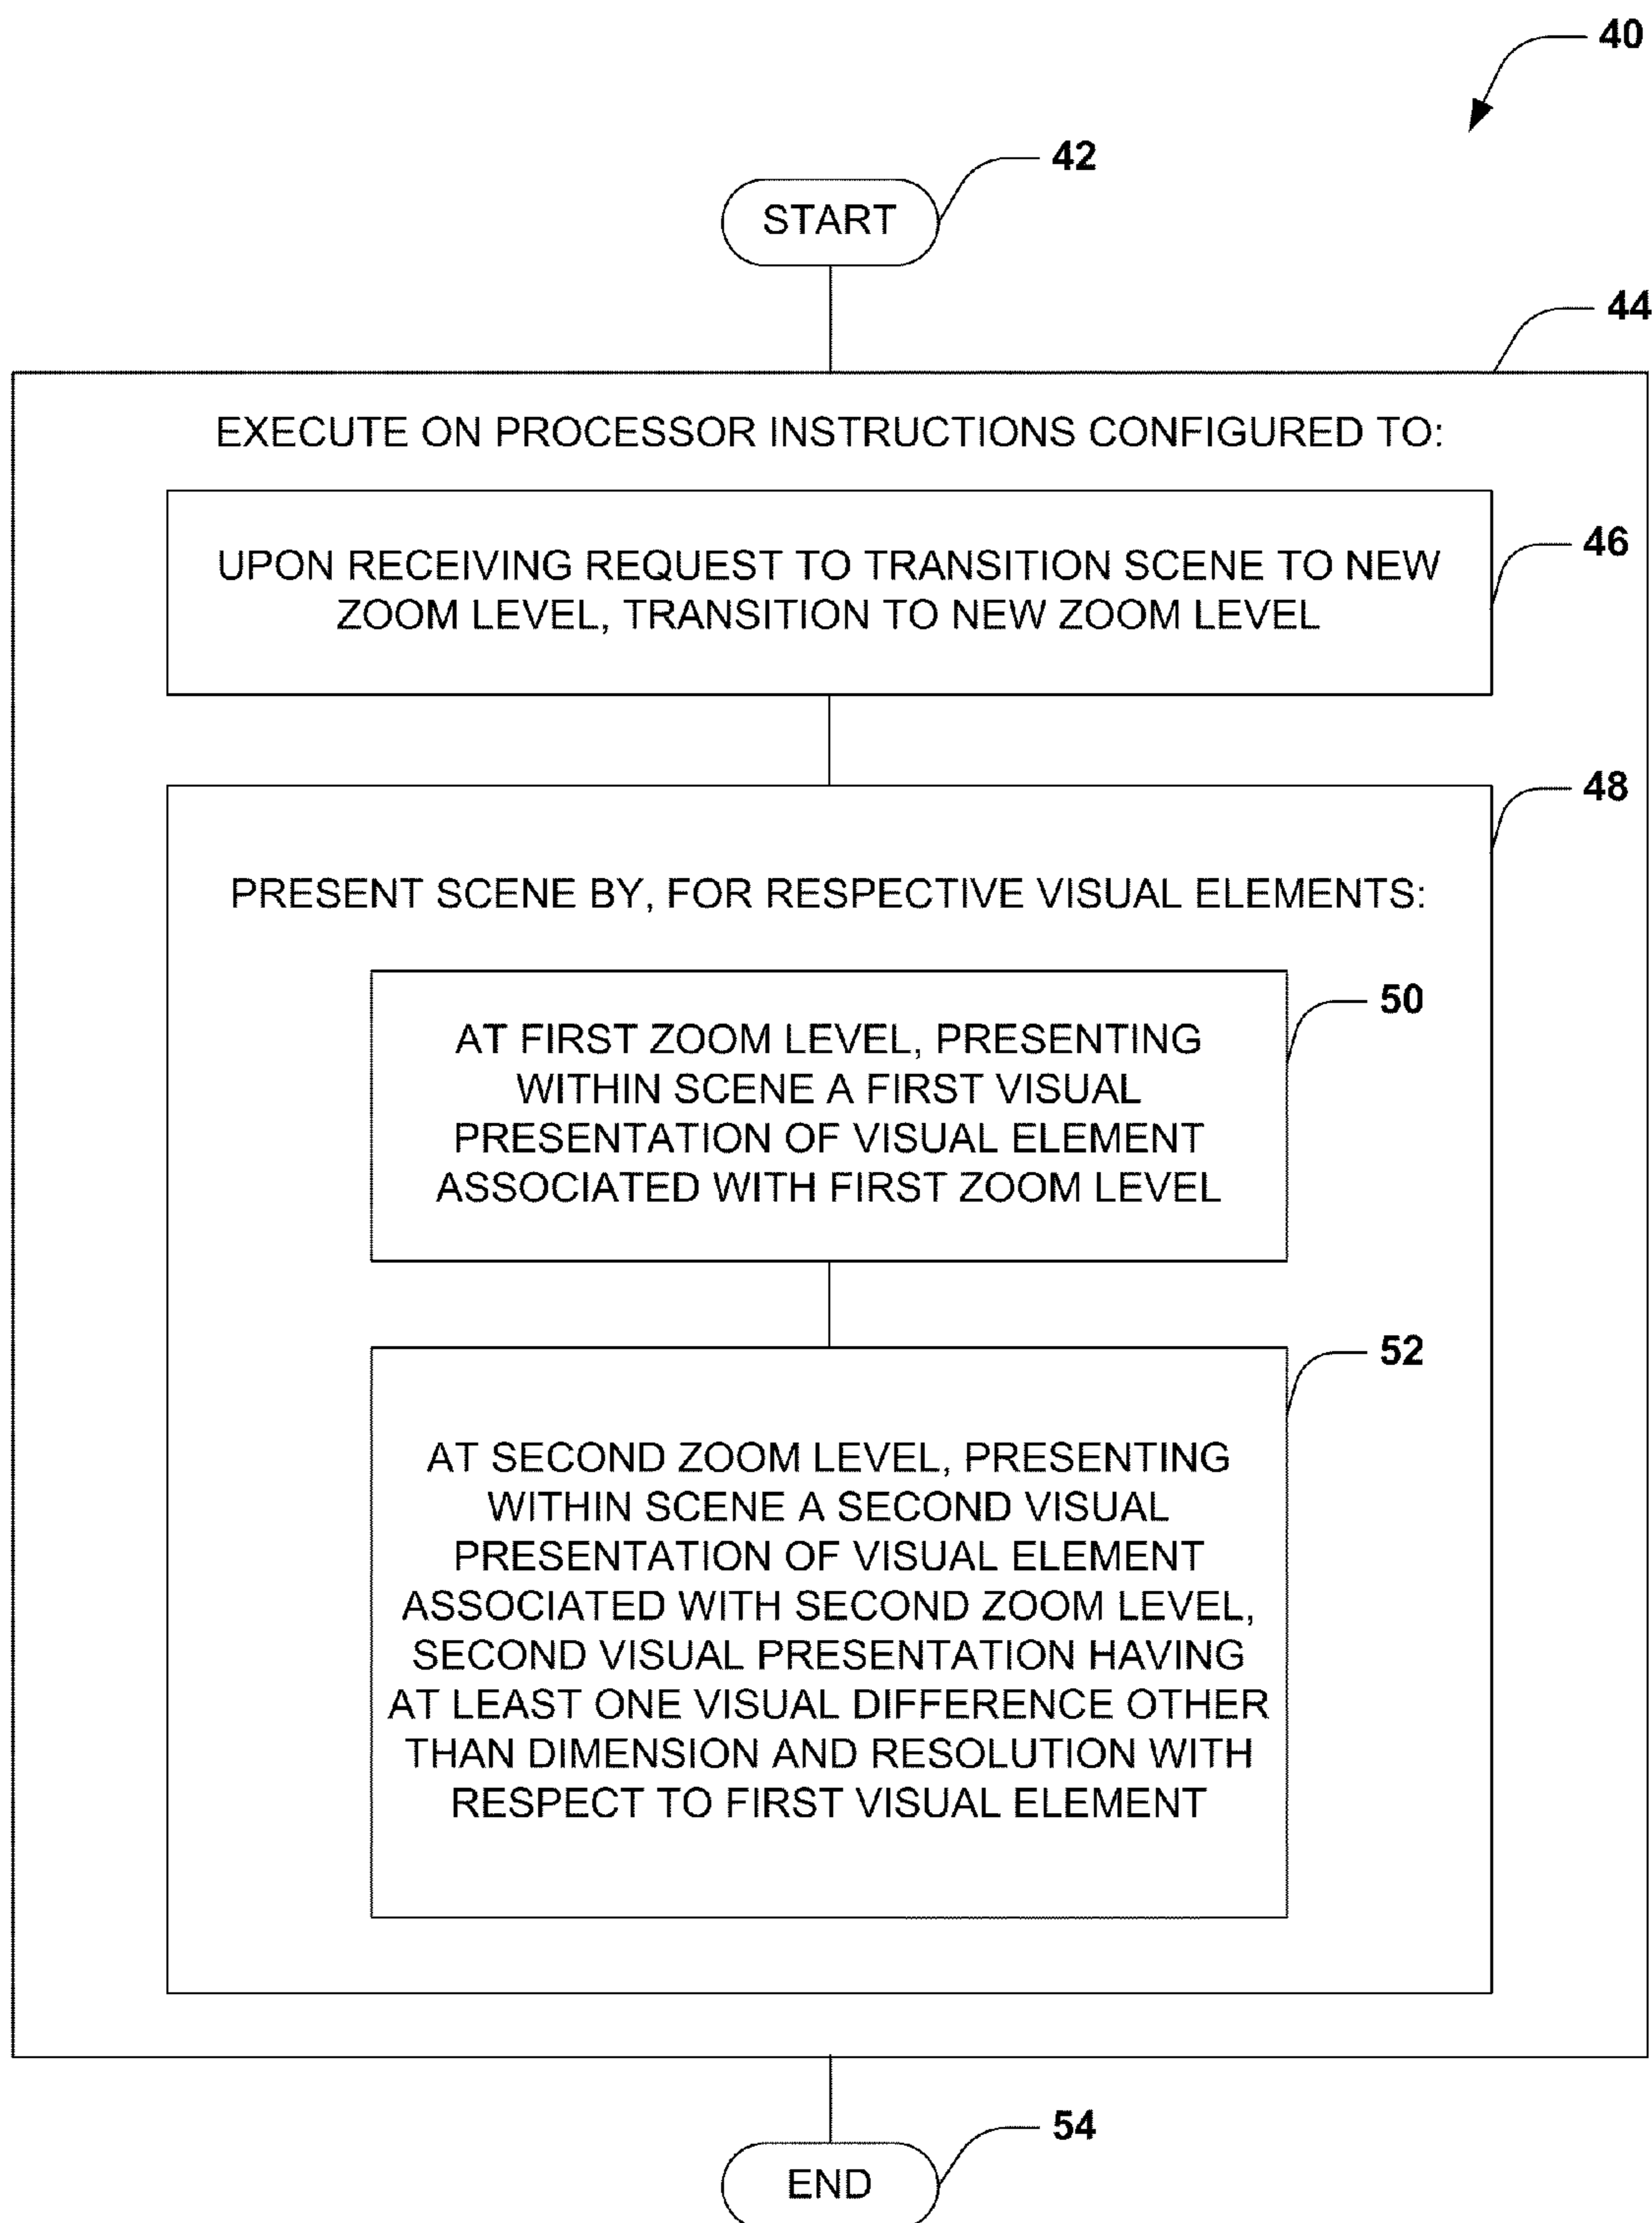 40
42
START
44
EXECUTE ON PROCESSOR INSTRUCTIONS CONFIGURED TO:
46
UPON RECEIVING REQUEST TO TRANSITION SCENE TO NEW
ZOOM LEVEL, TRANSITION TO NEW ZOOM LEVEL
48
PRESENT SCENE BY, FOR RESPECTIVE VISUAL ELEMENTS:
50
AT FIRST ZOOM LEVEL, PRESENTING
WITHIN SCENE A FIRST VISUAL
PRESENTATION OF VISUAL ELEMENT
ASSOCIATED WITH FIRST ZOOM LEVEL
52
AT SECOND ZOOM LEVEL, PRESENTING
WITHIN SCENE A SECOND VISUAL
PRESENTATION OF VISUAL ELEMENT
ASSOCIATED WITH SECOND ZOOM LEVEL,
SECOND VISUAL PRESENTATION HAVING
AT LEAST ONE VISUAL DIFFERENCE OTHER
THAN DIMENSION AND RESOLUTION WITH
RESPECT TO FIRST VISUAL ELEMENT
54
END